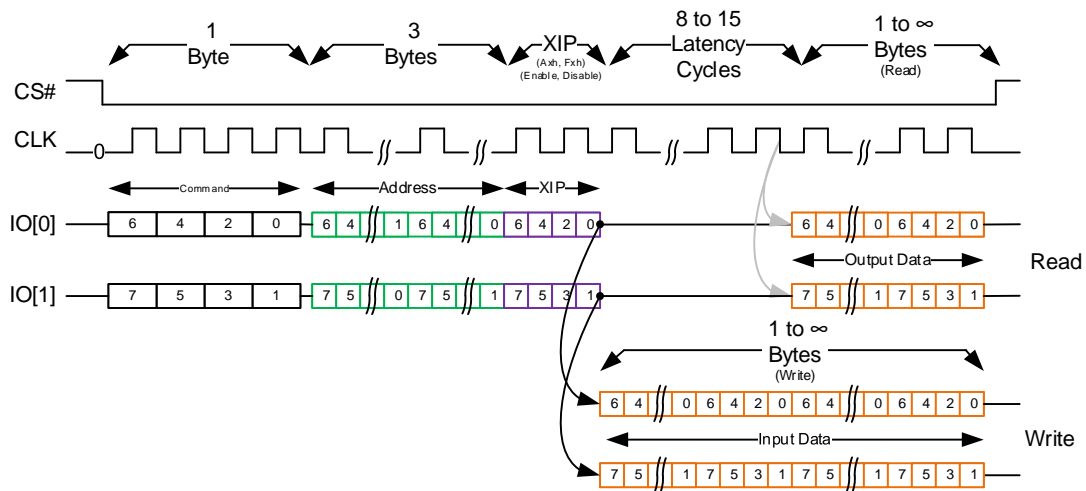 1
Byte
3
Bytes
XIP
(Axh, Fxh)
(Enable, Disable)
8 to 15
Latency
Cycles
1 to ∞
Bytes
(Read)
CS#
CLK
0
Command
Address
XIP
IO[0]
6 4 2 0 6 4 1 6 4 0 6 4 2 0 6 4 0 6 4 2 0
Output Data
Read
IO[1]
7 5 3 1 7 5 0 7 5 1 7 5 3 1 7 5 1 7 5 3 1
1 to ∞
Bytes
(Write)
6 4 0 6 4 2 0 6 4 0 6 4 2 0
Input Data
Write
7 5 1 7 5 3 1 7 5 1 7 5 3 1